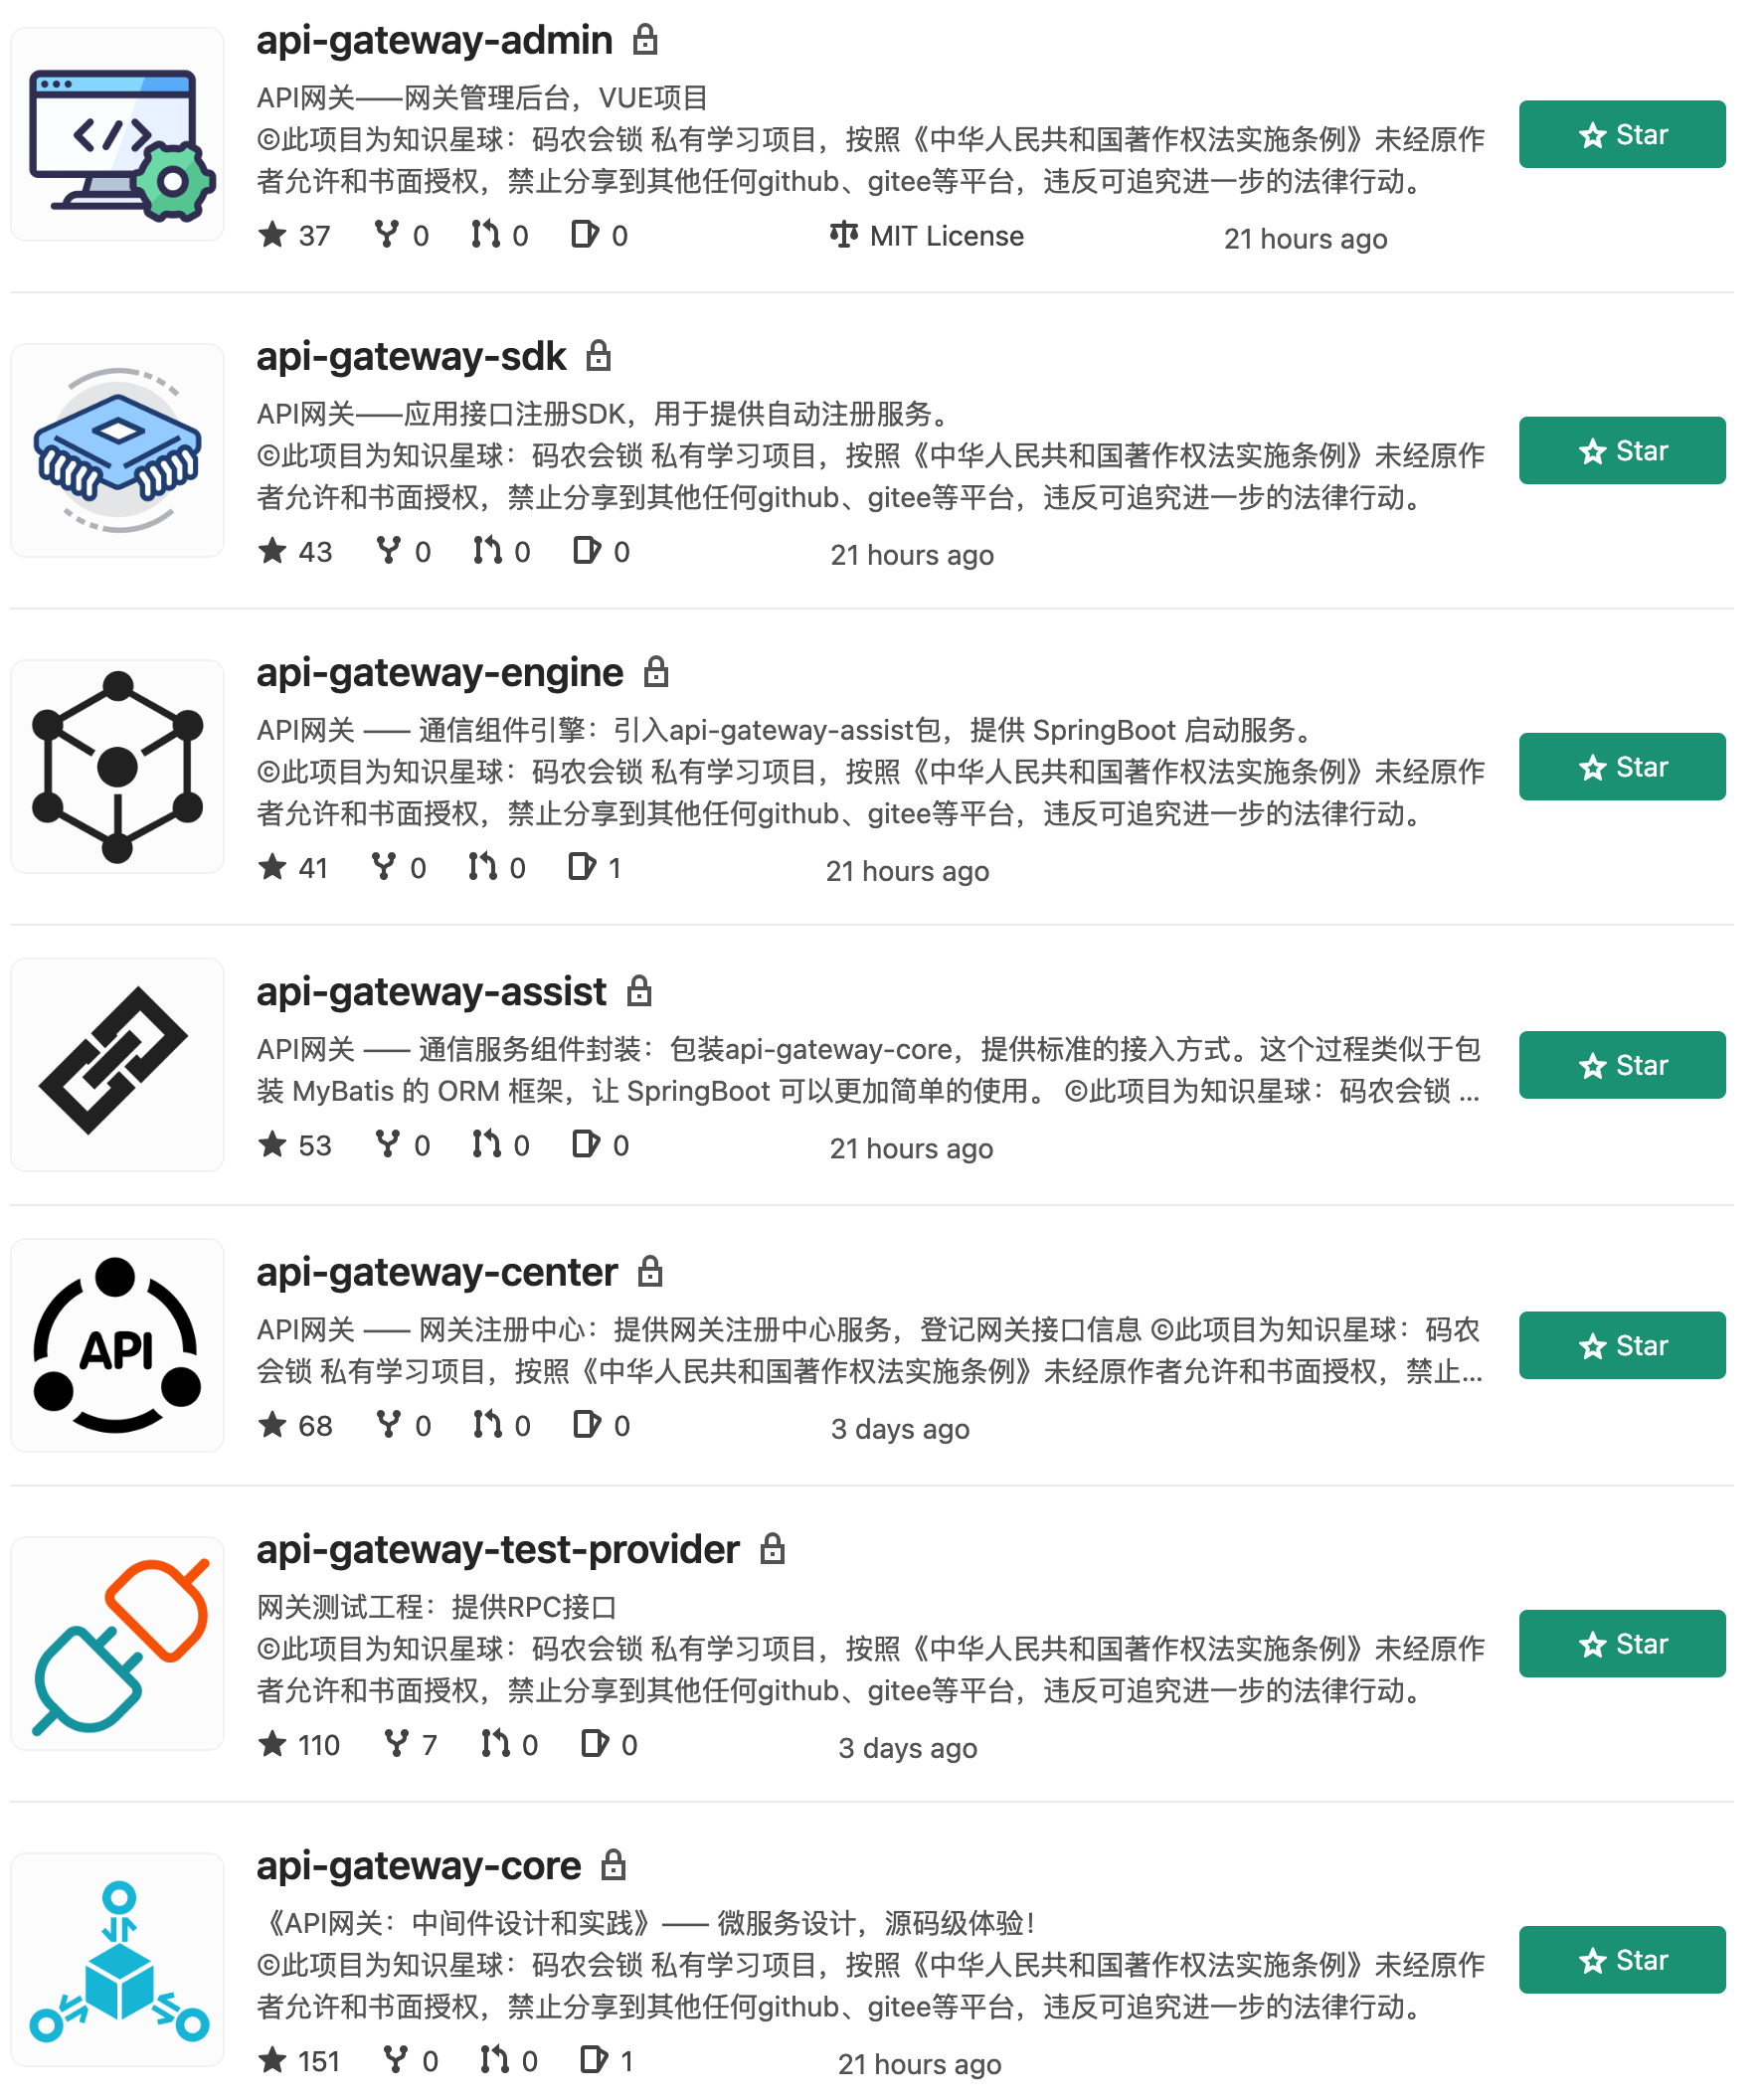 api-gateway-admin
API网关——网关管理后台，VUE项目
©此项目为知识星球：码农会锁 私有学习项目，按照《中华人民共和国著作权法实施条例》未经原作
者允许和书面授权，禁止分享到其他任何github、gitee等平台，违反可追究进一步的法律行动。
Star
37 0 0 0 MIT License 21 hours ago
api-gateway-sdk
API网关——应用接口注册SDK，用于提供自动注册服务。
©此项目为知识星球：码农会锁 私有学习项目，按照《中华人民共和国著作权法实施条例》未经原作
者允许和书面授权，禁止分享到其他任何github、gitee等平台，违反可追究进一步的法律行动。
Star
43 0 0 0 21 hours ago
api-gateway-engine
API网关 —— 通信组件引擎：引入api-gateway-assist包，提供 SpringBoot 启动服务。
©此项目为知识星球：码农会锁 私有学习项目，按照《中华人民共和国著作权法实施条例》未经原作
者允许和书面授权，禁止分享到其他任何github、gitee等平台，违反可追究进一步的法律行动。
Star
41 0 0 1 21 hours ago
api-gateway-assist
API网关 —— 通信服务组件封装：包装api-gateway-core，提供标准的接入方式。这个过程类似于包
装 MyBatis 的 ORM 框架，让 SpringBoot 可以更加简单的使用。 ©此项目为知识星球：码农会锁 ...
Star
53 0 0 0 21 hours ago
api-gateway-center
API网关 —— 网关注册中心：提供网关注册中心服务，登记网关接口信息 ©此项目为知识星球：码农
会锁 私有学习项目，按照《中华人民共和国著作权法实施条例》未经原作者允许和书面授权，禁止...
API
Star
68 0 0 0 3 days ago
api-gateway-test-provider
网关测试工程：提供RPC接口
©此项目为知识星球：码农会锁 私有学习项目，按照《中华人民共和国著作权法实施条例》未经原作
者允许和书面授权，禁止分享到其他任何github、gitee等平台，违反可追究进一步的法律行动。
Star
110 7 0 0 3 days ago
api-gateway-core
《API网关：中间件设计和实践》—— 微服务设计，源码级体验！
©此项目为知识星球：码农会锁 私有学习项目，按照《中华人民共和国著作权法实施条例》未经原作
者允许和书面授权，禁止分享到其他任何github、gitee等平台，违反可追究进一步的法律行动。
Star
151 0 0 1 21 hours ago